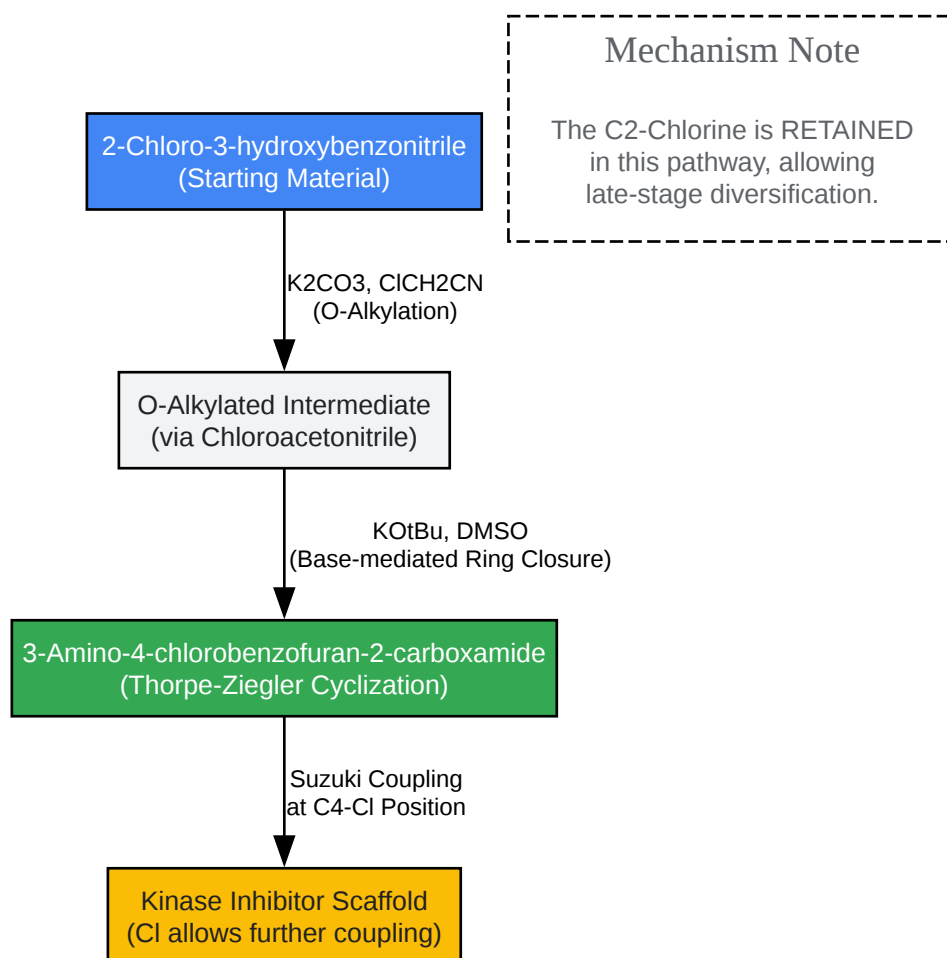 Mechanism Note
The C2-Chlorine is RETAINED
in this pathway, allowing
late-stage diversification.
2-Chloro-3-hydroxybenzonitrile
(Starting Material)
K2CO3, ClCH2CN
(O-Alkylation)
O-Alkylated Intermediate
(via Chloroacetonitrile)
KOtBu, DMSO
(Base-mediated Ring Closure)
3-Amino-4-chlorobenzofuran-2-carboxamide
(Thorpe-Ziegler Cyclization)
Suzuki Coupling
at C4-Cl Position
Kinase Inhibitor Scaffold
(Cl allows further coupling)